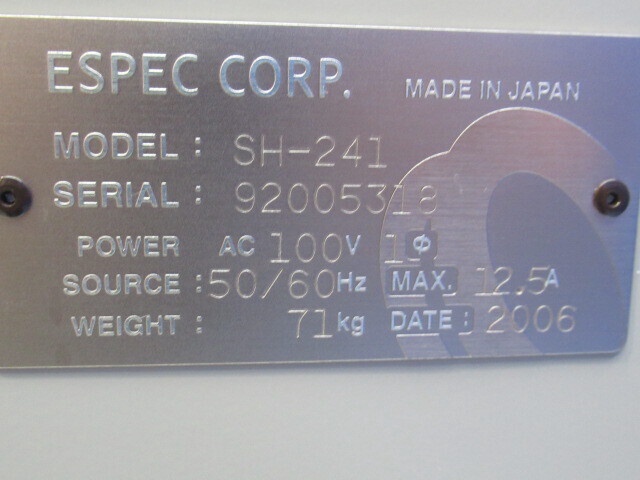 ESPEC CORP. MADE IN JAPAN
MODEL : SH-241
SERIAL : 92005318
POWER AC 100V 1ϕ
SOURCE : 50/60Hz MAX. 12.5A
WEIGHT : 71kg DATE : 2006